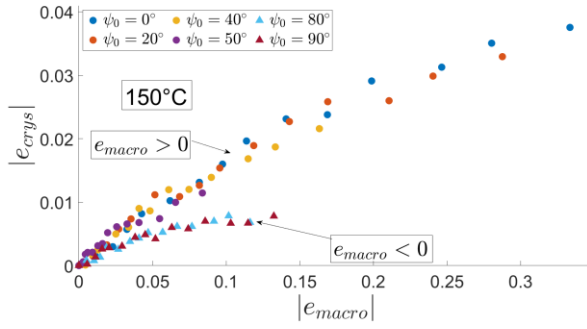 0.04
0.03
0.02
0.01
0
|e_crys|
ψ₀ = 0° ψ₀ = 40° ψ₀ = 80°
ψ₀ = 20° ψ₀ = 50° ψ₀ = 90°
150°C
e_macro > 0
e_macro < 0
0 0.05 0.1 0.15 0.2 0.25 0.3
|e_macro|